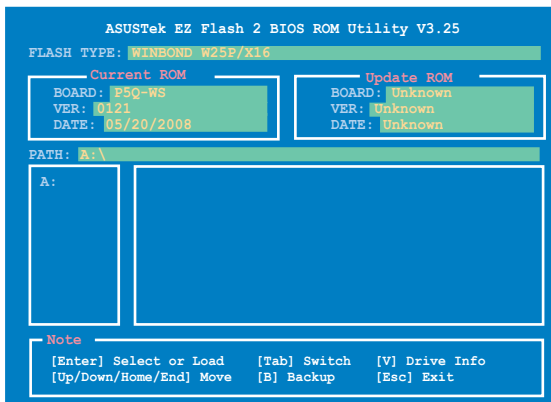 ASUSTek EZ Flash 2 BIOS ROM Utility V3.25
FLASH TYPE: WINBOND W25P/X16
Current ROM
BOARD: P5Q-WS
VER: 0121
DATE: 05/20/2008
Update ROM
BOARD: Unknown
VER: Unknown
DATE: Unknown
PATH: A:\
A:
Note
[Enter] Select or Load [Tab] Switch [V] Drive Info
[Up/Down/Home/End] Move [B] Backup [Esc] Exit